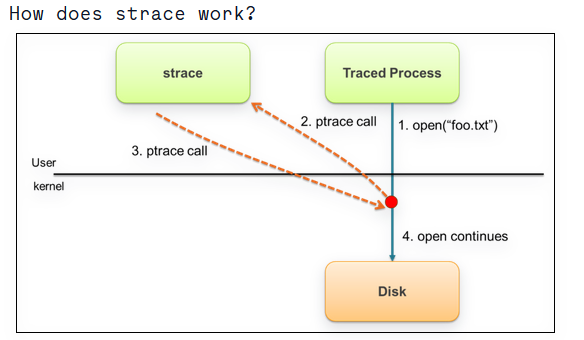 How does strace work?
strace
Traced Process
2. ptrace call
1. open(“foo.txt”)
3. ptrace call
User
kernel
4. open continues
Disk